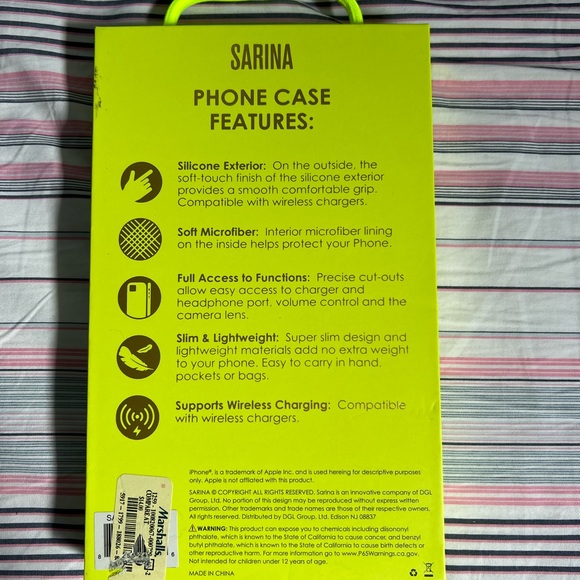 SARINA
PHONE CASE
FEATURES:
Silicone Exterior: On the outside, the
soft-touch finish of the silicone exterior
provides a smooth comfortable grip.
Compatible with wireless chargers.
Soft Microfiber: Interior microfiber lining
on the inside helps protect your Phone.
Full Access to Functions: Precise cut-outs
allow easy access to charger and
headphone port, volume control and the
camera lens.
Slim & Lightweight: Super slim design and
lightweight materials add no extra weight
to your phone. Easy to carry in hand,
pockets or bags.
Supports Wireless Charging: Compatible
with wireless chargers.
iPhone®, is a trademark of Apple Inc. and is used hereing for descriptive purposes
only. Apple is not affiliated with this product.
SARINA © COPYRIGHT ALL RIGHTS RESERVED. Sarina is an innovative company of DGL
Group, Ltd. No portion of this design may be reproduced without express written
permission. Other trademarks and trade names are those of their respective owners.
All rights reserved. Distributed by DGL Group, Ltd. Edison NJ 08837
⚠WARNING: This product can expose you to chemicals including diisononyl
phthalate, which is known to the State of California to cause cancer, and benzyl
butyl phthalate, which is known to the State of California to cause birth defects or
other reproductive harm. For more information go to www.P65Warnings.ca.gov.
This product is not intended for children under 12 years of age.
MADE IN CHINA
Marshalls
COMPARE AT
SA
8
6